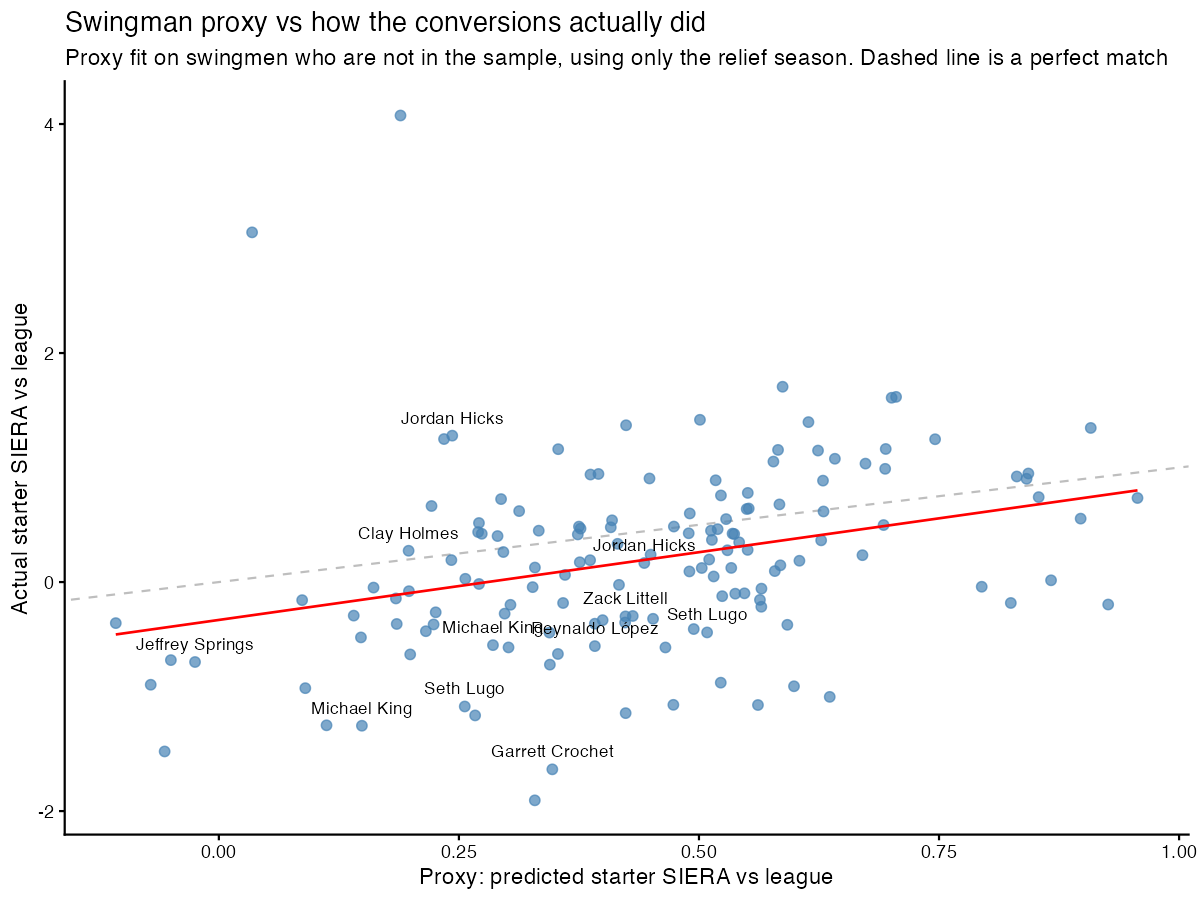 Swingman proxy vs how the conversions actually did
Proxy fit on swingmen who are not in the sample, using only the relief season. Dashed line is a perfect match
4
2
0
-2
Actual starter SIERA vs league
Jordan Hicks
Clay Holmes
Jordan Hicks
Zack Littell
Seth Lugo
Michael King
Reynaldo López
Jeffrey Springs
Seth Lugo
Michael King
Garrett Crochet
0.00
0.25
0.50
0.75
1.00
Proxy: predicted starter SIERA vs league